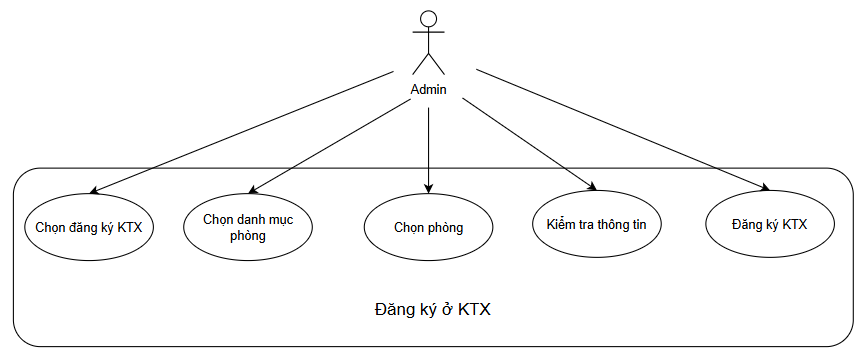 Admin
Chọn đăng ký KTX
Chọn danh mục
phòng
Chọn phòng
Kiểm tra thông tin
Đăng ký KTX
Đăng ký ở KTX